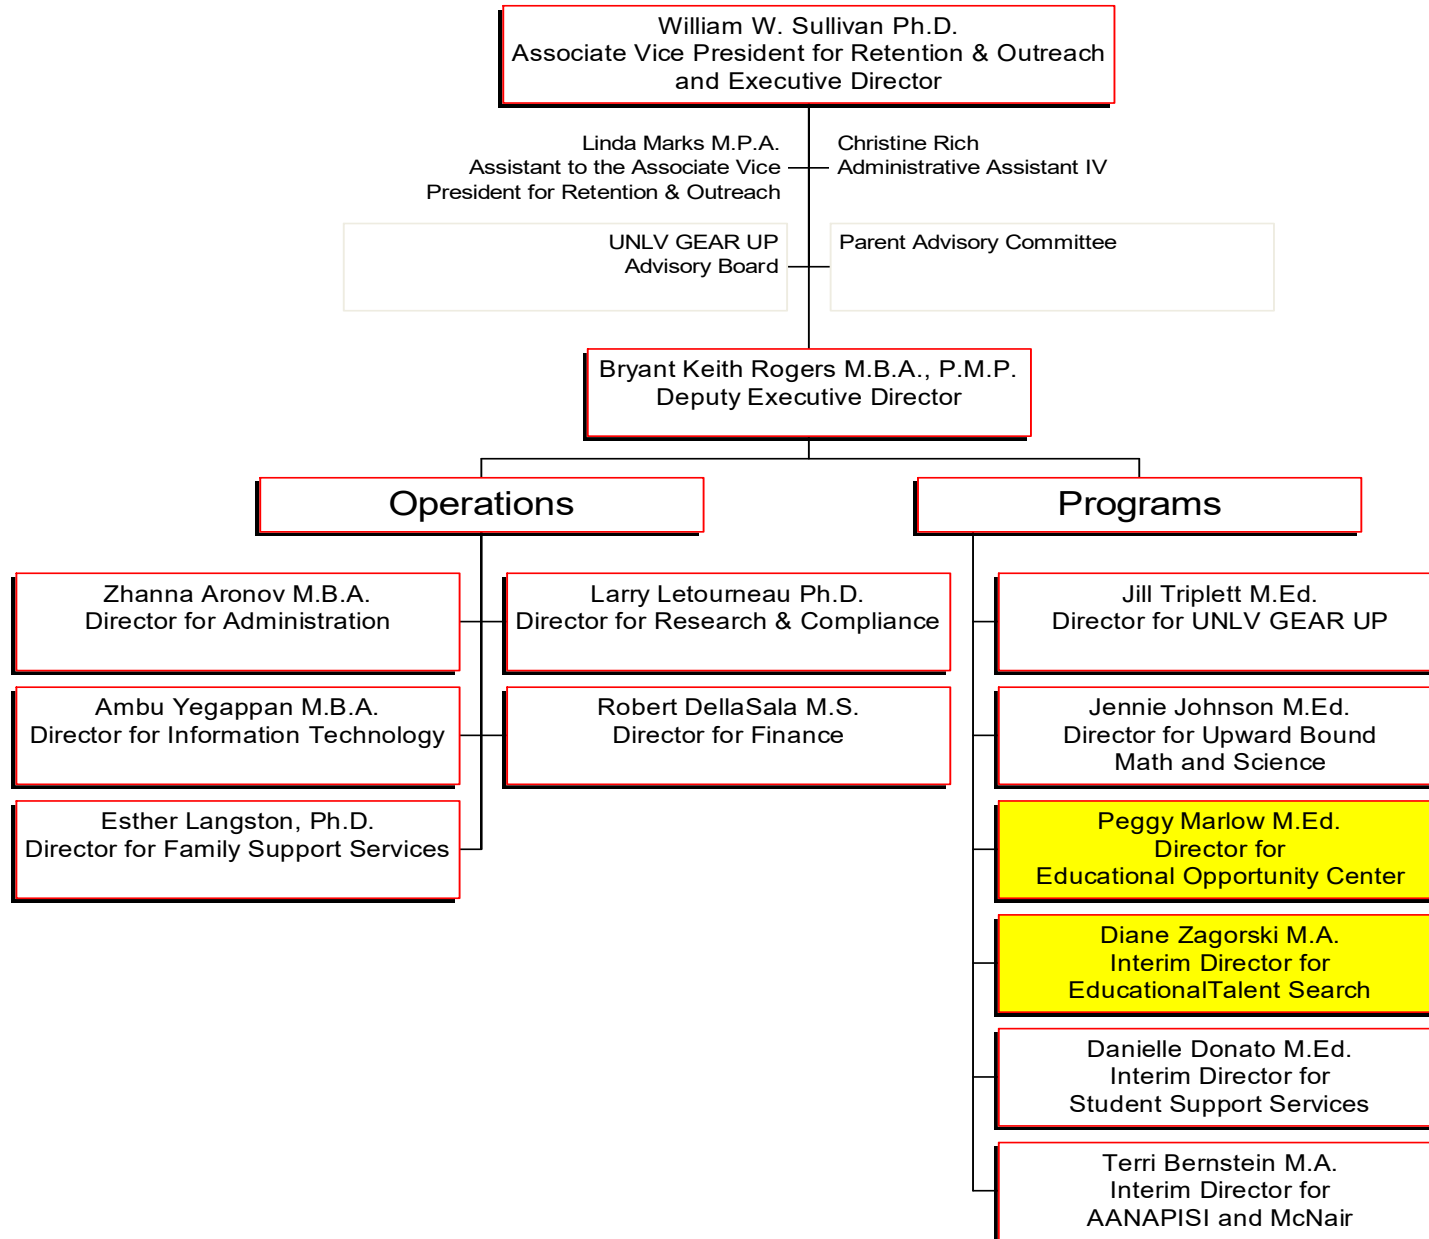 William W. Sullivan Ph.D.
Associate Vice President for Retention & Outreach
and Executive Director
Linda Marks M.P.A.
Assistant to the Associate Vice
President for Retention & Outreach
Christine Rich
Administrative Assistant IV
UNLV GEAR UP
Advisory Board
Parent Advisory Committee
Bryant Keith Rogers M.B.A., P.M.P.
Deputy Executive Director
Operations
Programs
Zhanna Aronov M.B.A.
Director for Administration
Larry Letourneau Ph.D.
Director for Research & Compliance
Jill Triplett M.Ed.
Director for UNLV GEAR UP
Ambu Yegappan M.B.A.
Director for Information Technology
Robert DellaSala M.S.
Director for Finance
Jennie Johnson M.Ed.
Director for Upward Bound
Math and Science
Esther Langston, Ph.D.
Director for Family Support Services
Peggy Marlow M.Ed.
Director for
Educational Opportunity Center
Diane Zagorski M.A.
Interim Director for
EducationalTalent Search
Danielle Donato M.Ed.
Interim Director for
Student Support Services
Terri Bernstein M.A.
Interim Director for
AANAPISI and McNair